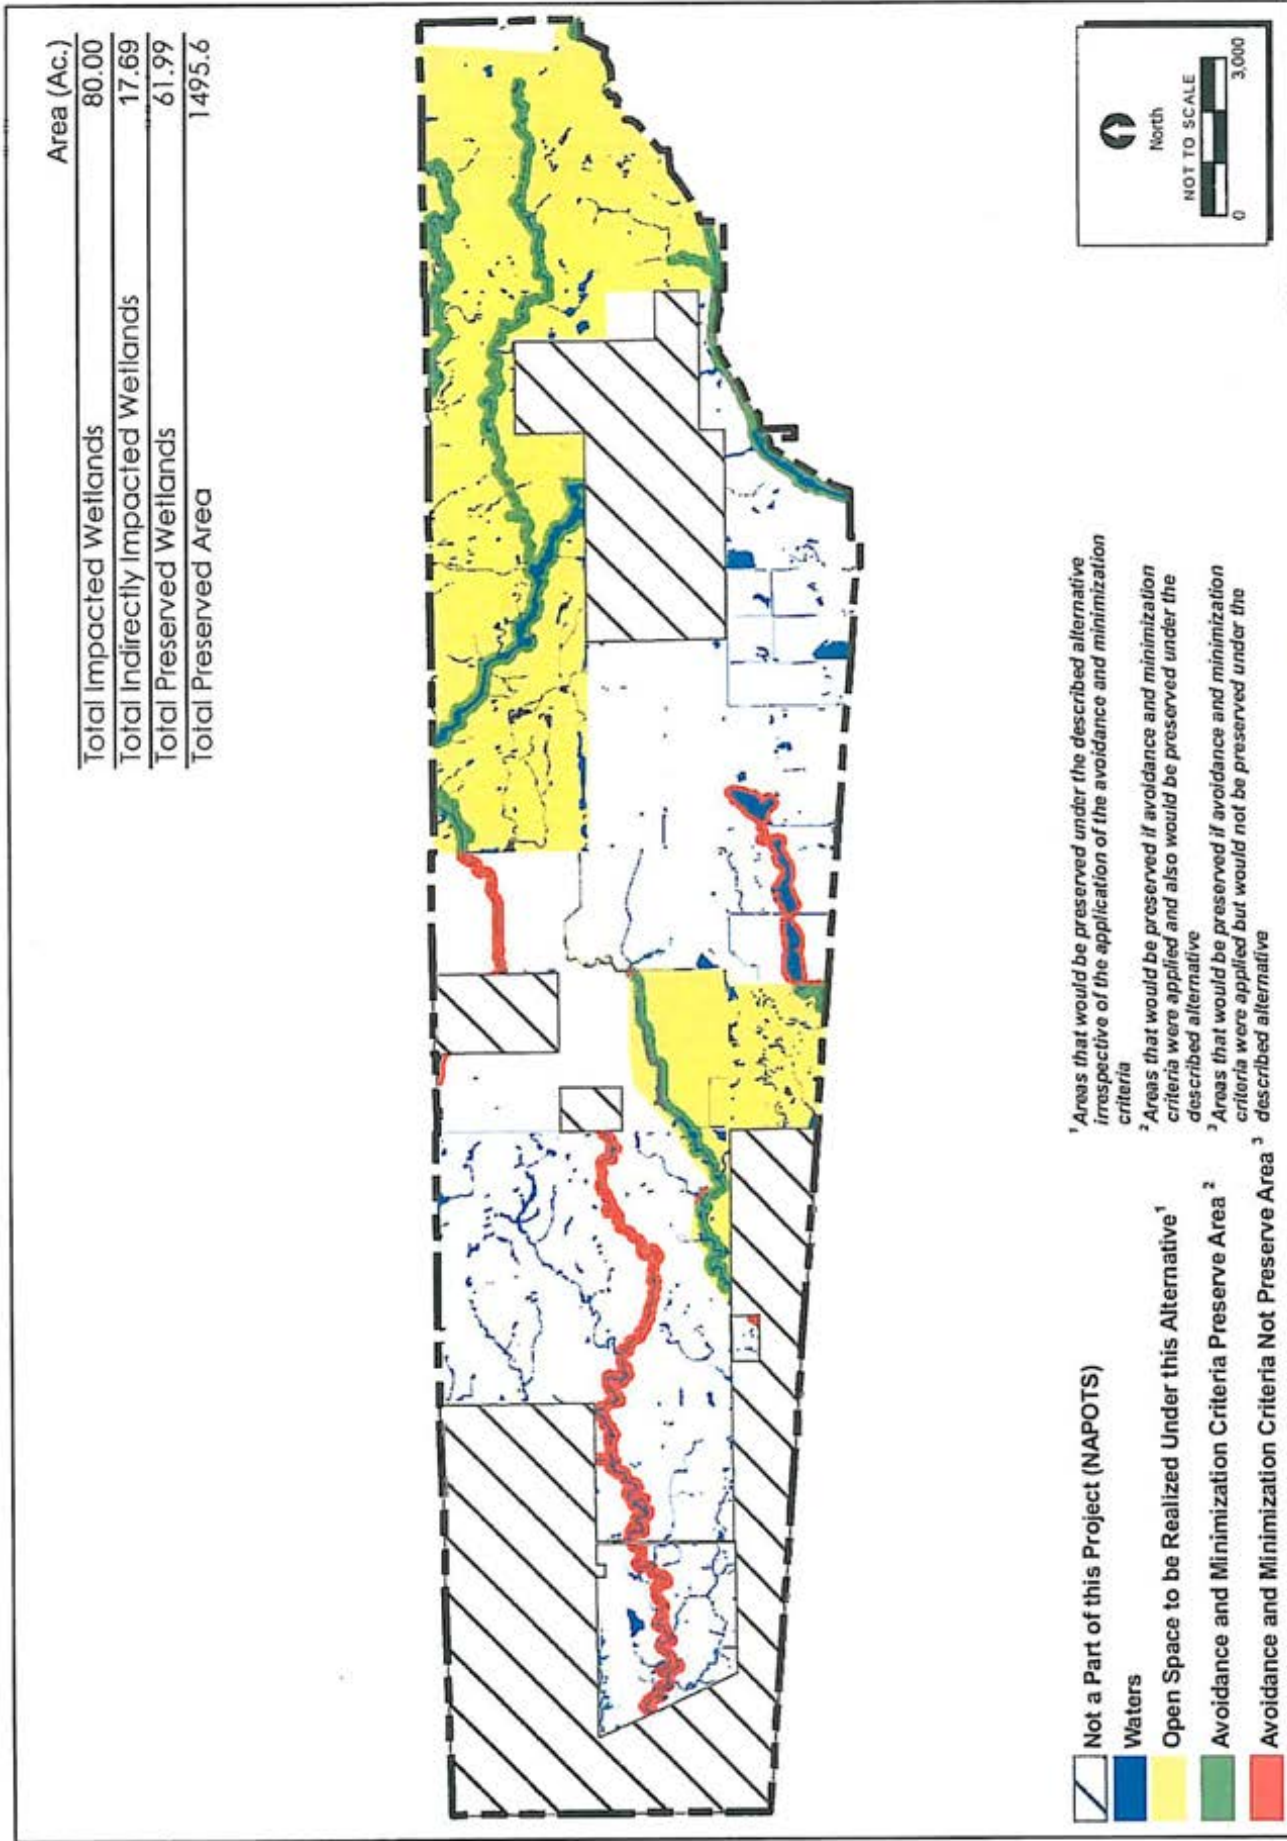 Area (Ac.)
Total Impacted Wetlands 80.00
Total Indirectly Impacted Wetlands 17.69
Total Preserved Wetlands 61.99
Total Preserved Area 1495.6
Not a Part of this Project (NAPOTS)
Waters
Open Space to be Realized Under this Alternative¹
Avoidance and Minimization Criteria Preserve Area ²
Avoidance and Minimization Criteria Not Preserve Area ³
¹ Areas that would be preserved under the described alternative
irrespective of the application of the avoidance and minimization
criteria
² Areas that would be preserved if avoidance and minimization
criteria were applied and also would be preserved under the
described alternative
³ Areas that would be preserved if avoidance and minimization
criteria were applied but would not be preserved under the
described alternative
North
NOT TO SCALE
0 3,000